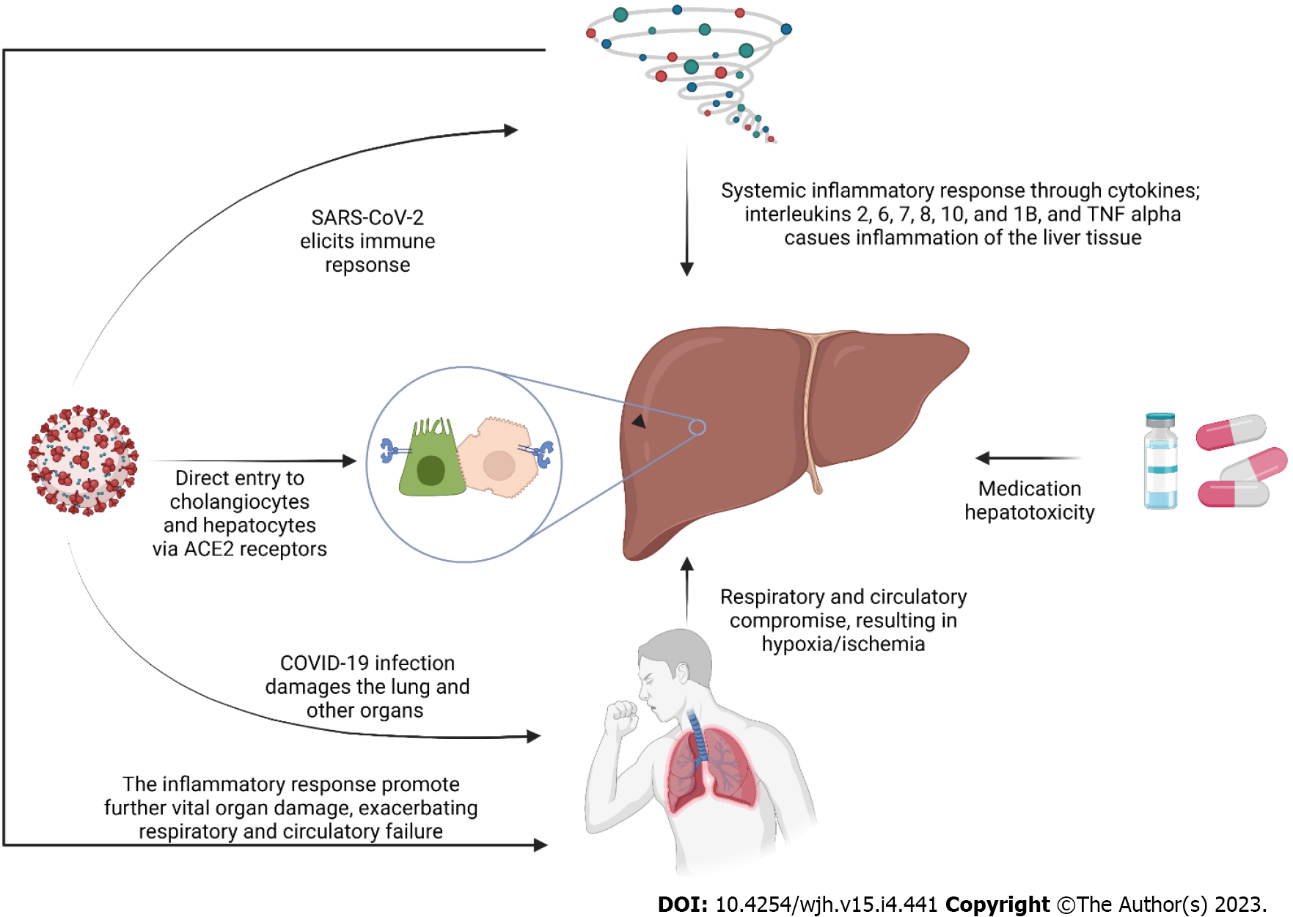 Systemic inflammatory response through cytokines;
interleukins 2, 6, 7, 8, 10, and 1B, and TNF alpha
casues inflammation of the liver tissue
SARS-CoV-2
elicits immune
repsonse
Direct entry to
cholangiocytes
and hepatocytes
via ACE2 receptors
Medication
hepatotoxicity
Respiratory and circulatory
compromise, resulting in
hypoxia/ischemia
COVID-19 infection
damages the lung and
other organs
The inflammatory response promote
further vital organ damage, exacerbating
respiratory and circulatory failure
DOI: 10.4254/wjh.v15.i4.441 Copyright ©The Author(s) 2023.